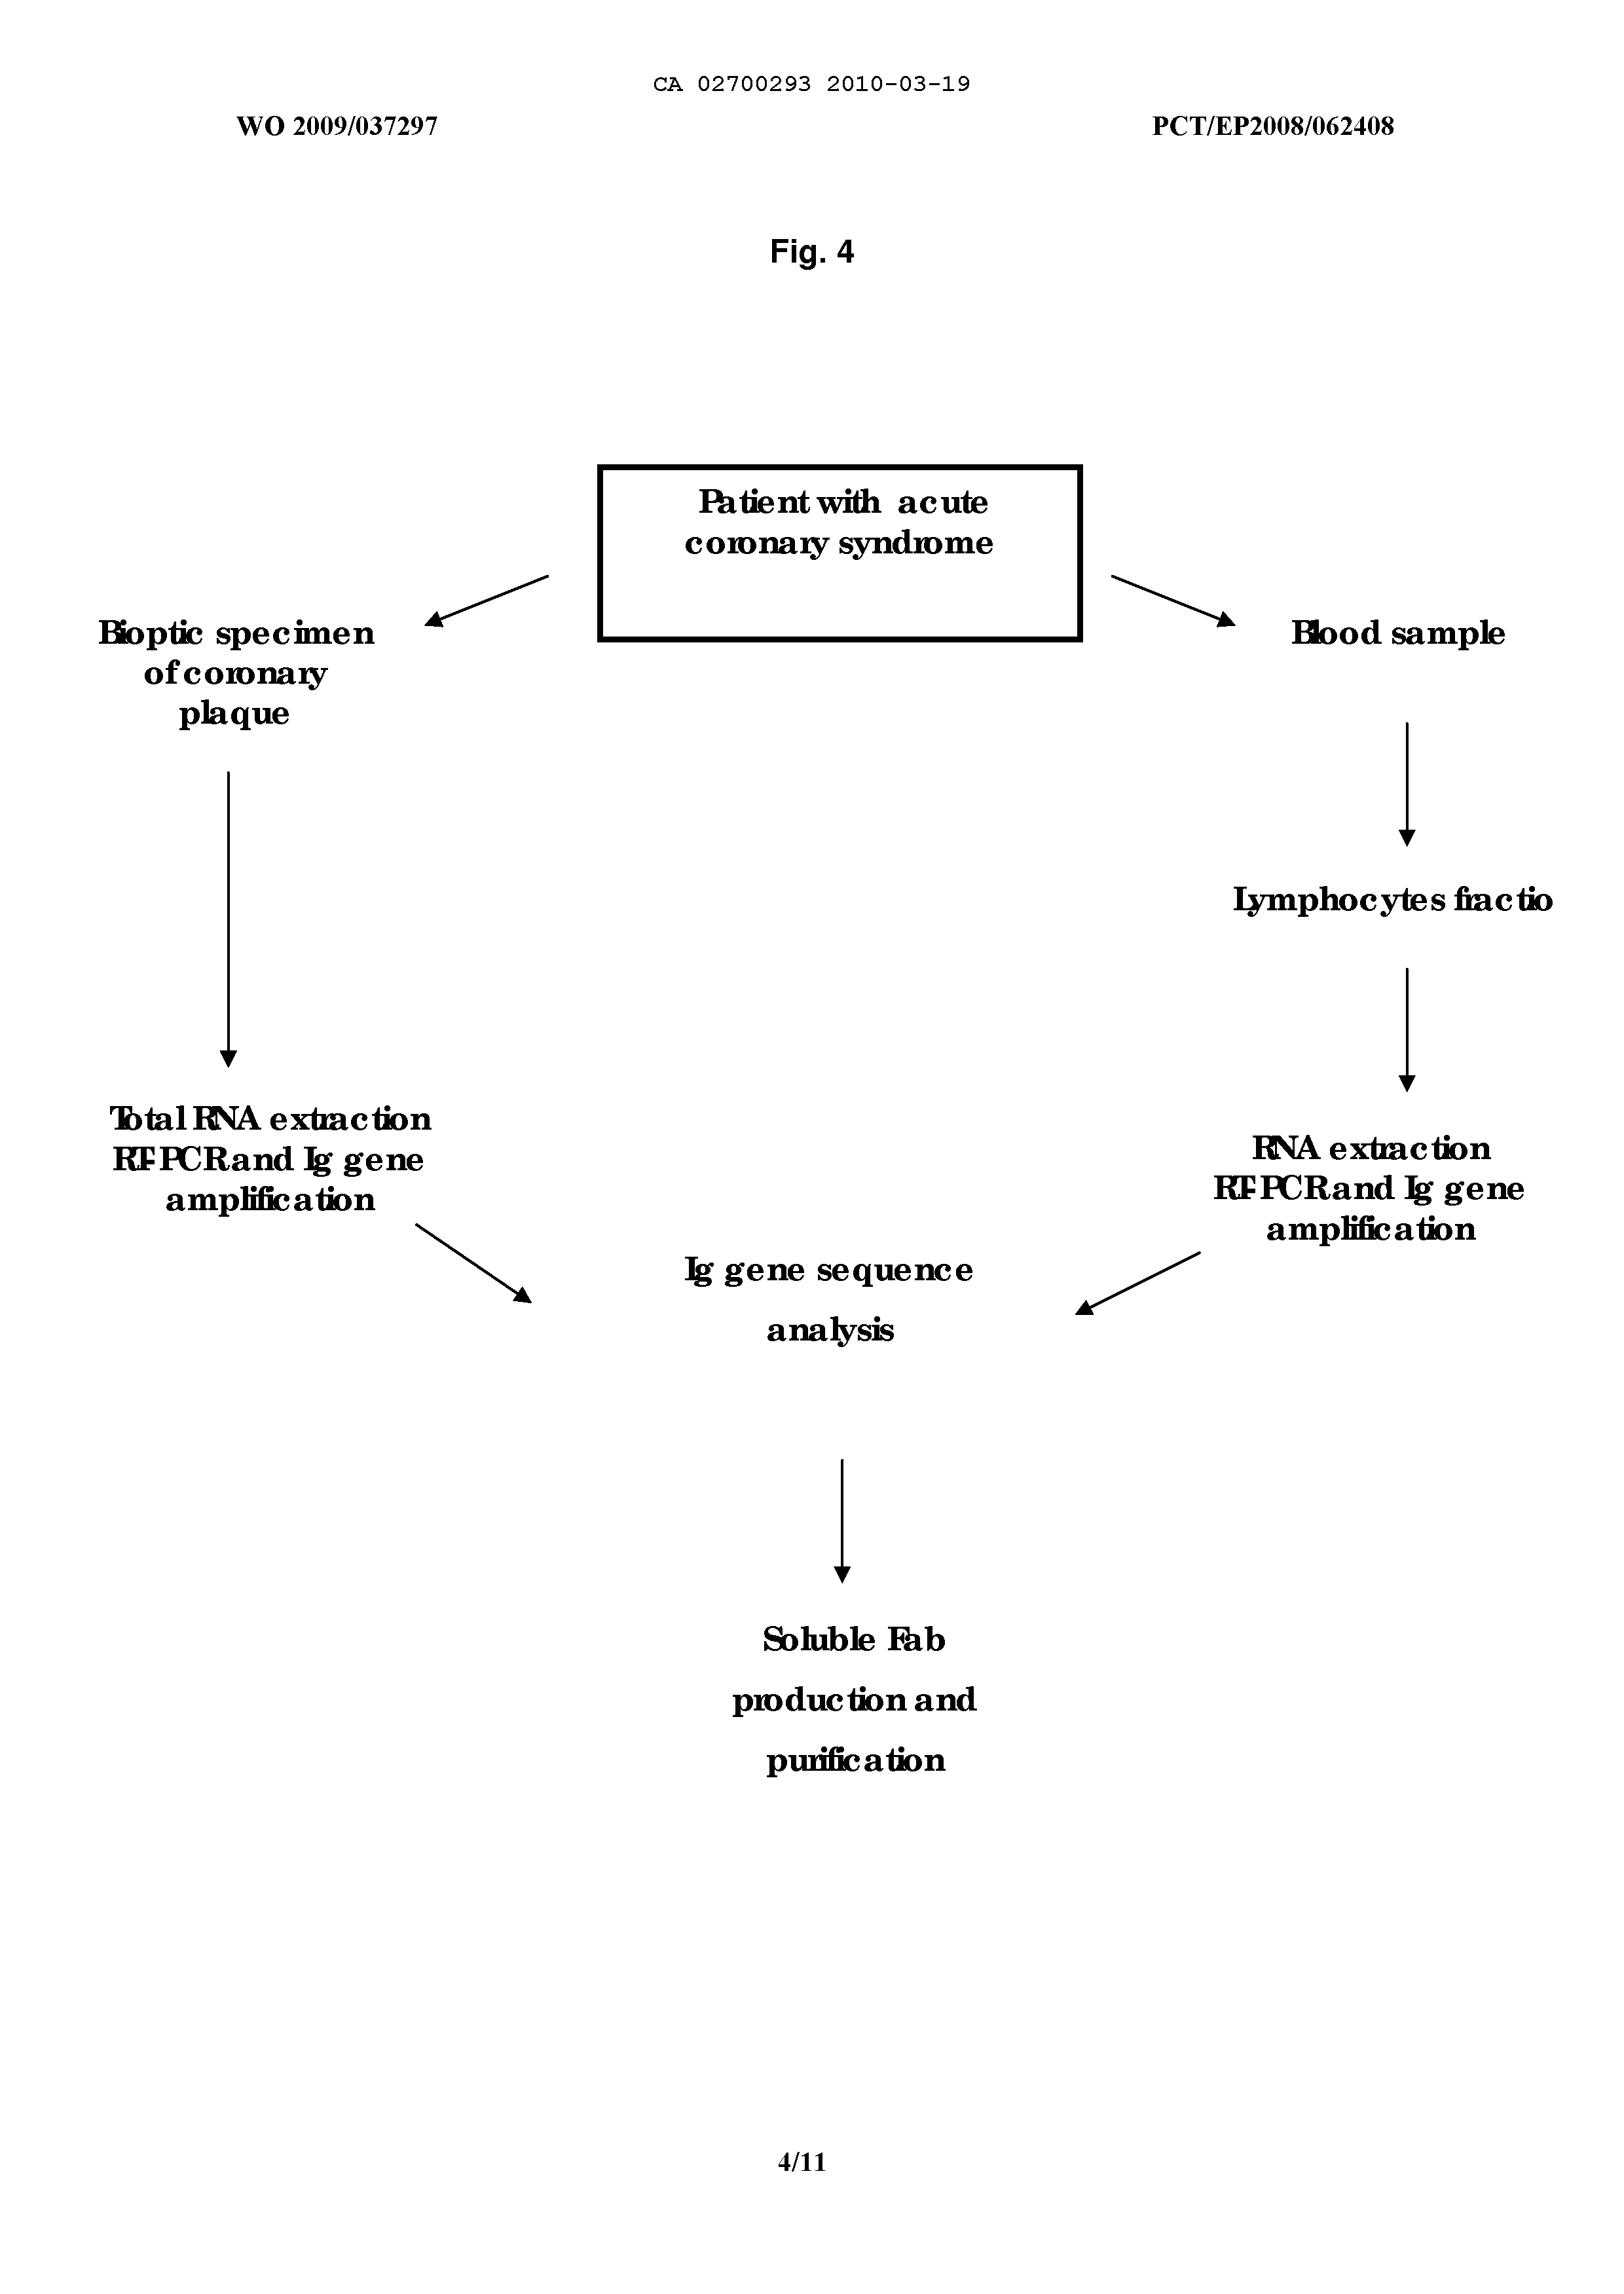 CA 02700293 2010-03-19
WO 2009/037297
PCT/EP2008/062408
Fig. 4
Patient with acute
coronary syndrome
Bioptic specimen
of coronary
plaque
Blood sample
Lymphocytes fractio
Total RNA extraction
RT-PCR and Ig gene
amplification
RNA extraction
RT-PCR and Ig gene
amplification
Ig gene sequence
analysis
Soluble Fab
production and
purification
4/11